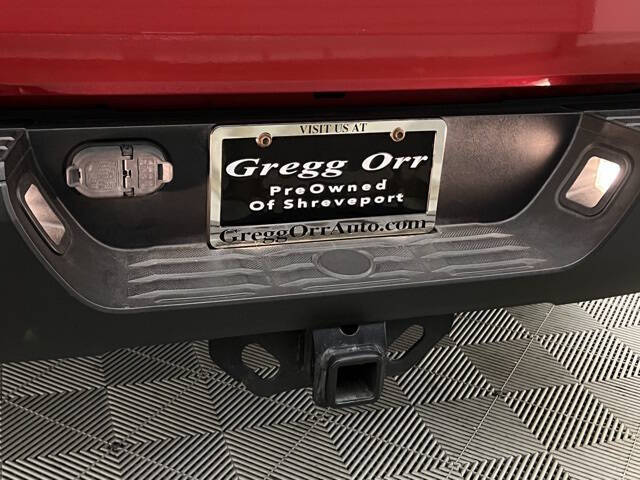 VISIT US AT
Gregg Orr
PreOwned
Of Shreveport
GreggOrrAuto.com